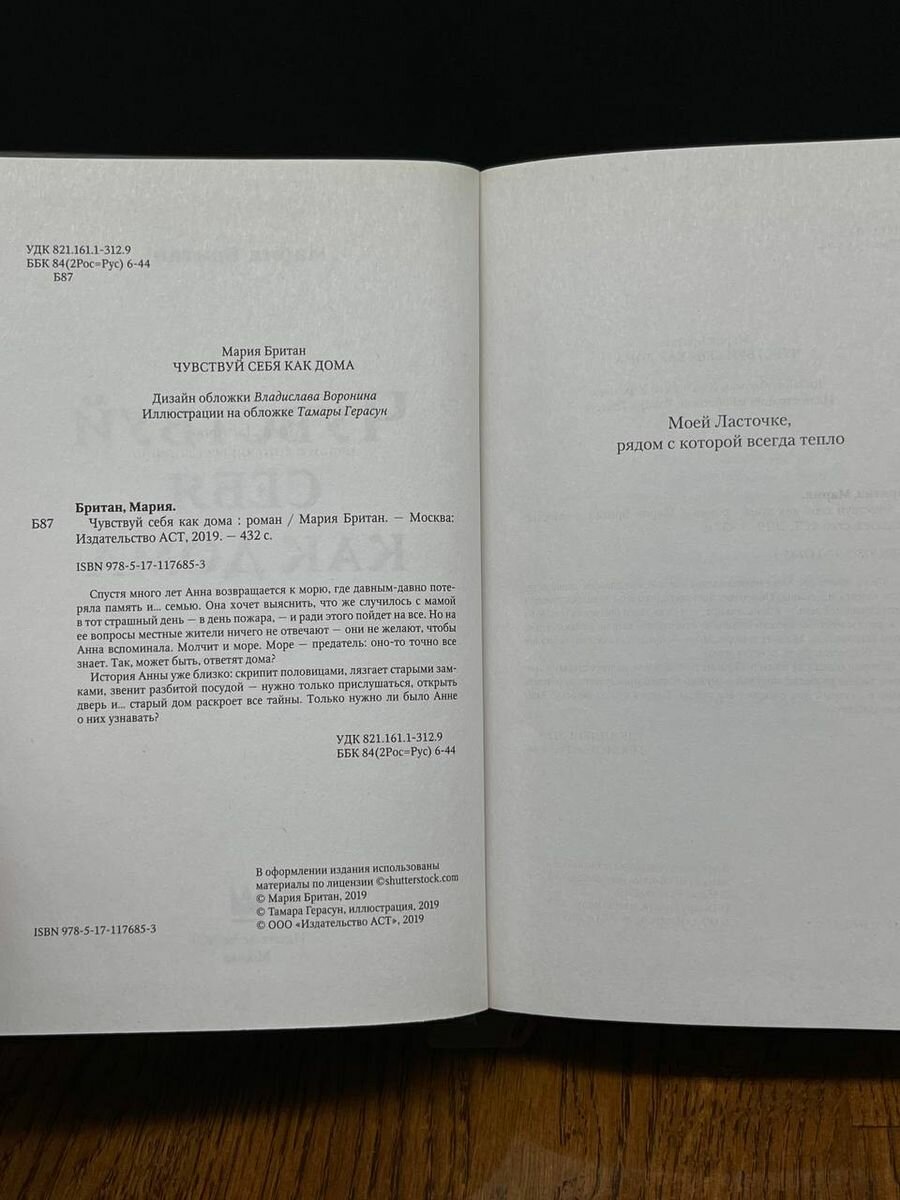 УДК 821.161.1-312.9
ББК 84(2Рос=Рус) 6-44
Б87
Мария Британ
ЧУВСТВУЙ СЕБЯ КАК ДОМА
Дизайн обложки Владислава Воронина
Иллюстрации на обложке Тамары Герасун
Британ, Мария.
Б87 Чувствуй себя как дома : роман / Мария Британ. — Москва:
Издательство АСТ, 2019. — 432 с.
ISBN 978-5-17-117685-3
Спустя много лет Анна возвращается к морю, где давным-давно поте-
ряла память и... семью. Она хочет выяснить, что же случилось с мамой
в тот страшный день — в день пожара, — и ради этого пойдет на все. Но на
ее вопросы местные жители ничего не отвечают — они не желают, чтобы
Анна вспоминала. Молчит и море. Море — предатель: оно-то точно все
знает. Так, может быть, ответят дома?
История Анны уже близко: скрипит половицами, лязгает старыми зам-
ками, звенит разбитой посудой — нужно только прислушаться, открыть
дверь и... старый дом раскроет все тайны. Только нужно ли было Анне
о них узнавать?
УДК 821.161.1-312.9
ББК 84(2Рос=Рус) 6-44
В оформлении издания использованы
материалы по лицензии ©shutterstock.com
© Мария Британ, 2019
© Тамара Герасун, иллюстрация, 2019
© ООО «Издательство АСТ», 2019
ISBN 978-5-17-117685-3
Моей Ласточке,
рядом с которой всегда тепло